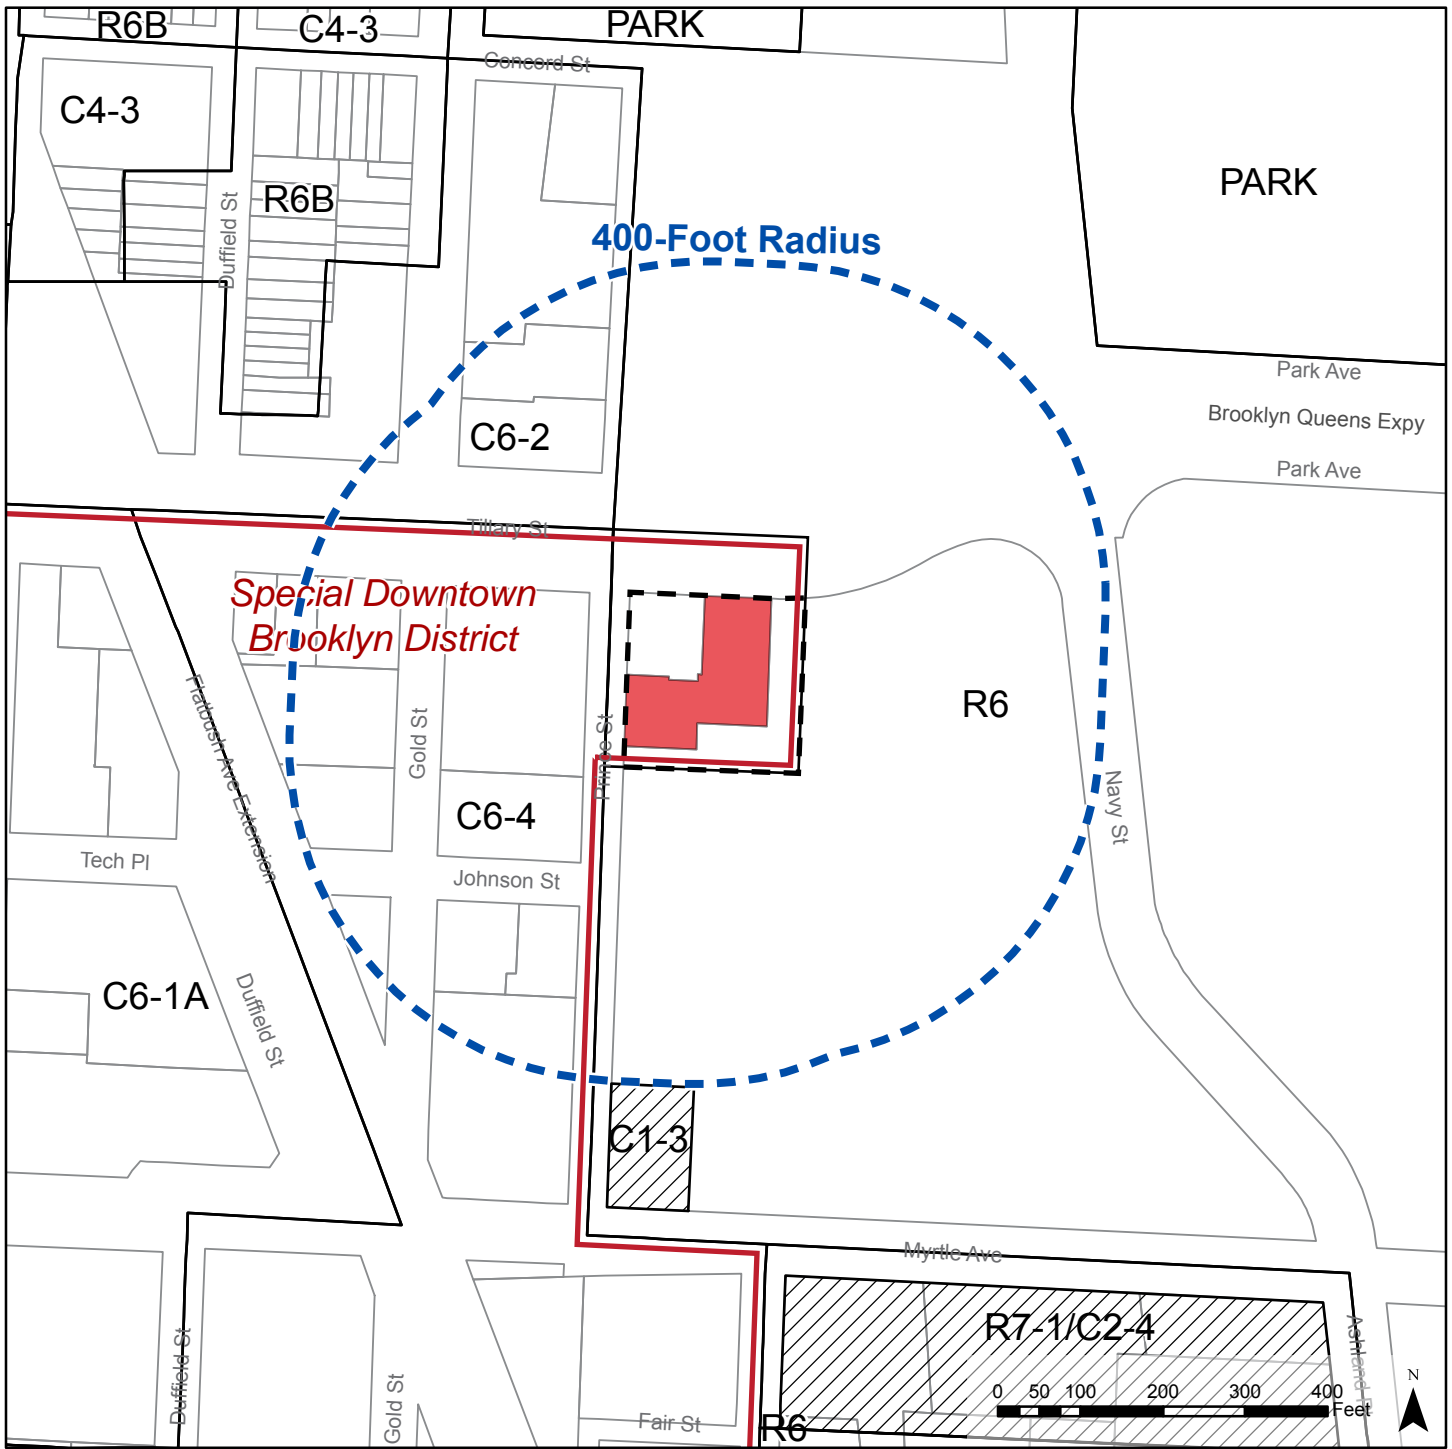 R6B
C4-3
PARK
Concord St
C4-3
PARK
R6B
Duffield St
400-Foot Radius
Park Ave
Brooklyn Queens Expy
Park Ave
C6-2
Tillary St
Special Downtown
Brooklyn District
R6
Flatbush Ave Extension
Gold St
Prince St
Navy St
C6-4
Tech Pl
Johnson St
C6-1A
Duffield St
C1-3
Myrtle Ave
R7-1/C2-4
Duffield St
Gold St
Fair St
R6
Ashland
0 50 100 200 300 400
Feet
N